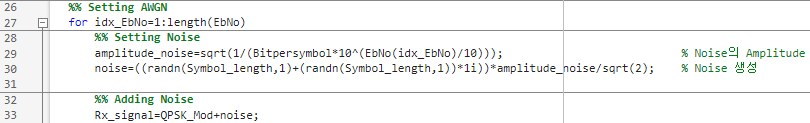 26 %% Setting AWGN
27 for idx_EbNo=1:length(EbNo)
28 %% Setting Noise
29 amplitude_noise=sqrt(1/(Bitpersymbol*10^(EbNo(idx_EbNo)/10))); % Noise의 Amplitude
30 noise=((randn(Symbol_length,1)+(randn(Symbol_length,1))*1i))*amplitude_noise/sqrt(2); % Noise 생성
31
32 %% Adding Noise
33 Rx_signal=QPSK_Mod+noise;